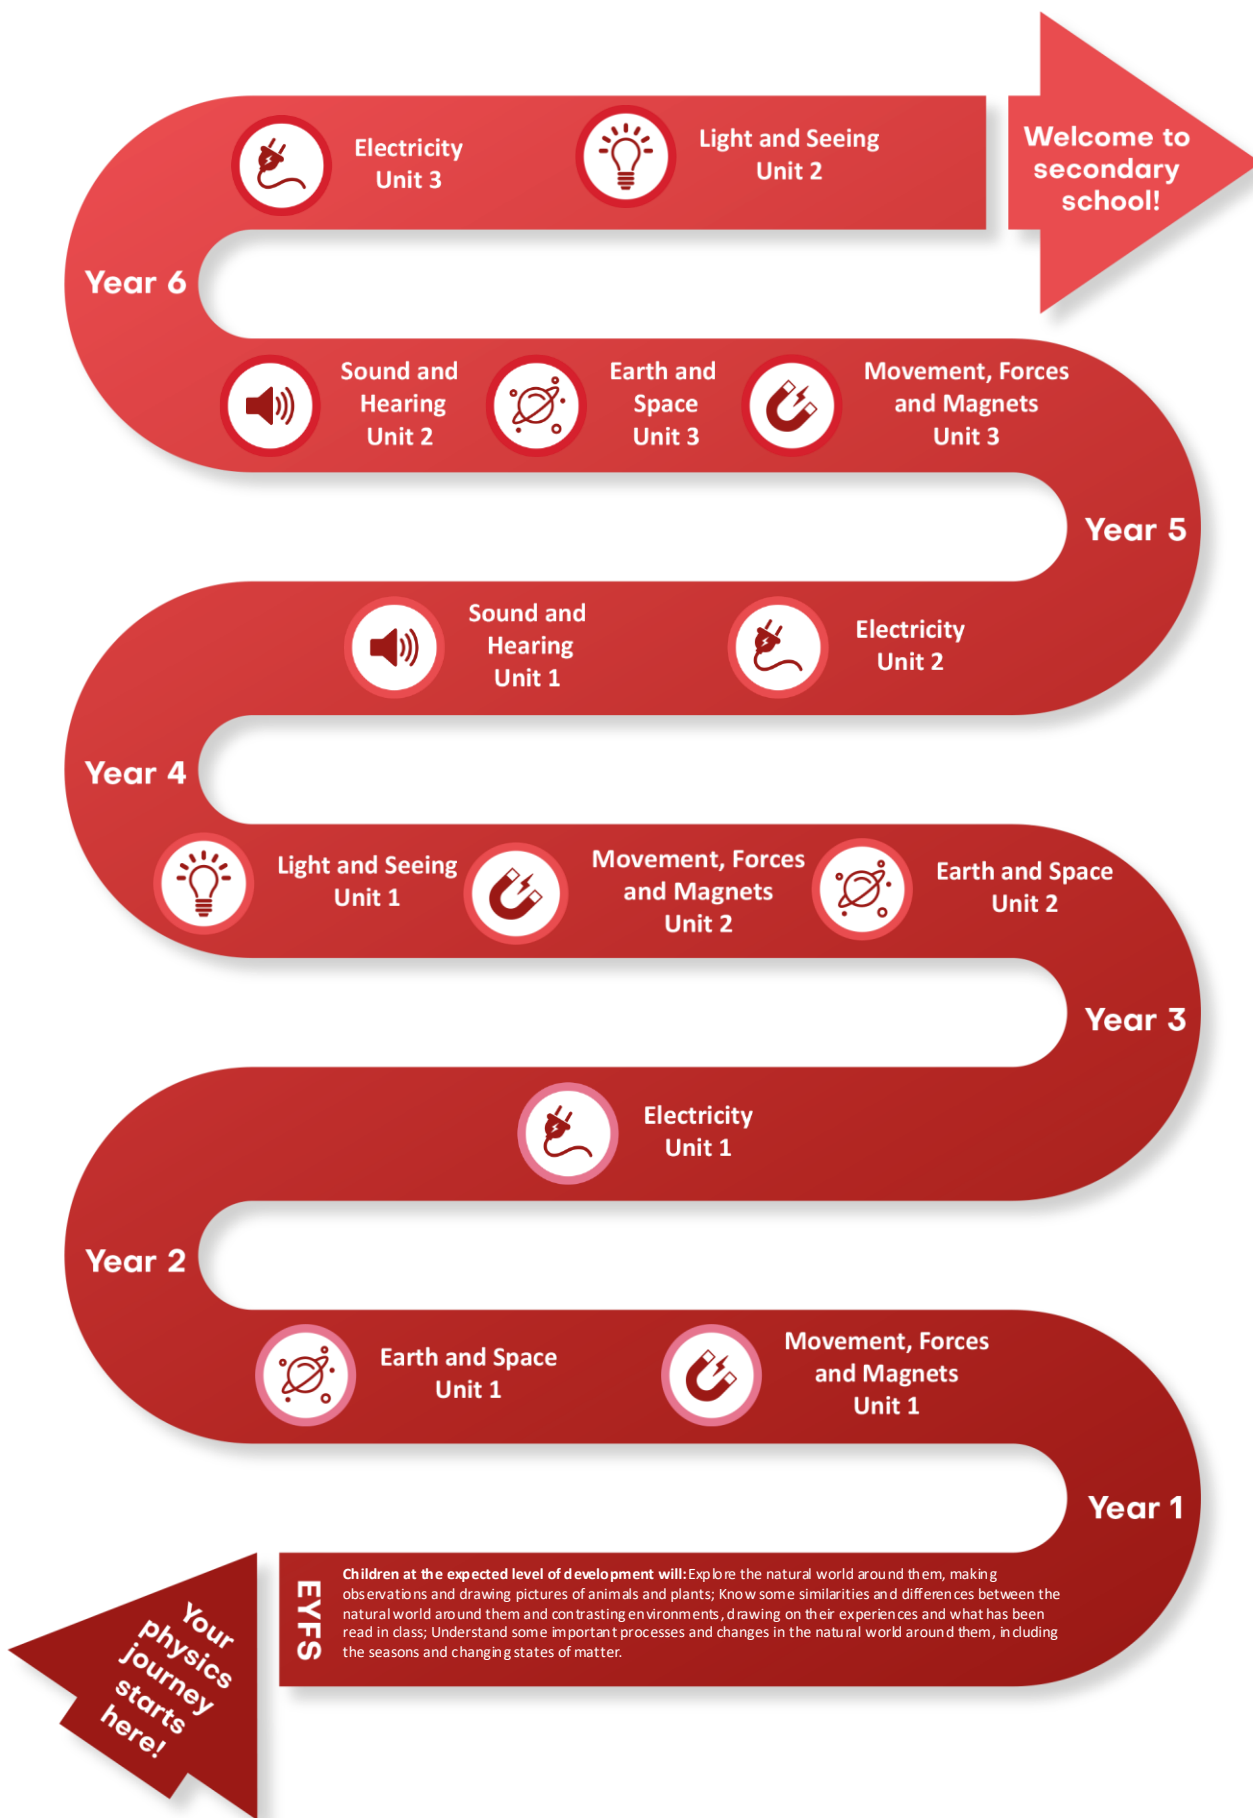 Welcome to
secondary
school!
Electricity
Unit 3
Light and Seeing
Unit 2
Year 6
Sound and
Hearing
Unit 2
Earth and
Space
Unit 3
Movement, Forces
and Magnets
Unit 3
Year 5
Sound and
Hearing
Unit 1
Electricity
Unit 2
Year 4
Light and Seeing
Unit 1
Movement, Forces
and Magnets
Unit 2
Earth and Space
Unit 2
Year 3
Electricity
Unit 1
Year 2
Earth and Space
Unit 1
Movement, Forces
and Magnets
Unit 1
Year 1
EYFS
Children at the expected level of development will: Explore the natural world around them, making
observations and drawing pictures of animals and plants; Know some similarities and differences between the
natural world around them and contrasting environments, drawing on their experiences and what has been
read in class; Understand some important processes and changes in the natural world around them, including
the seasons and changing states of matter.
Your
physics
journey
starts
here!